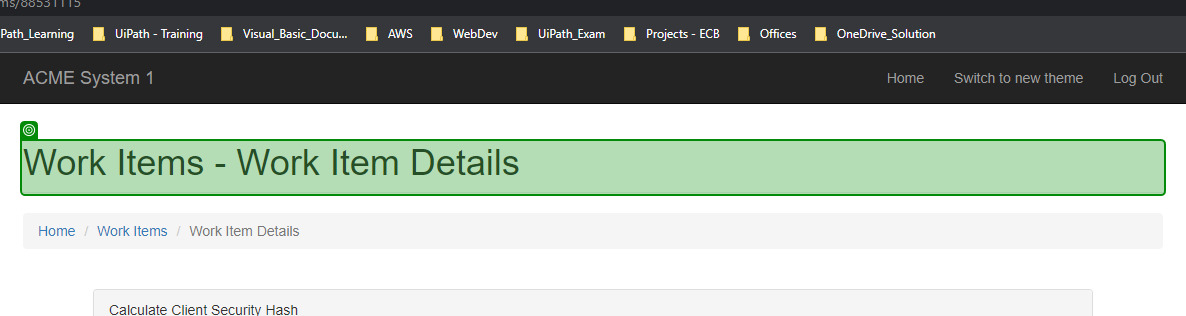 ms/88531115
Path_Learning UiPath - Training Visual_Basic_Docu... AWS WebDev UiPath_Exam Projects - ECB Offices OneDrive_Solution
ACME System 1 Home Switch to new theme Log Out
Work Items - Work Item Details
Home / Work Items / Work Item Details
Calculate Client Security Hash